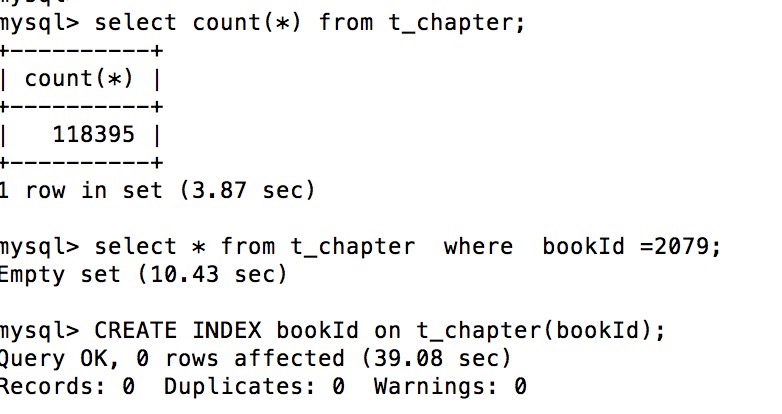 mysql>
mysql> select count(*) from t_chapter;
+----------+
| count(*) |
+----------+
|   118395 |
+----------+
1 row in set (3.87 sec)
mysql> select * from t_chapter  where  bookId =2079;
Empty set (10.43 sec)
mysql> CREATE INDEX bookId on t_chapter(bookId);
Query OK, 0 rows affected (39.08 sec)
Records: 0  Duplicates: 0  Warnings: 0